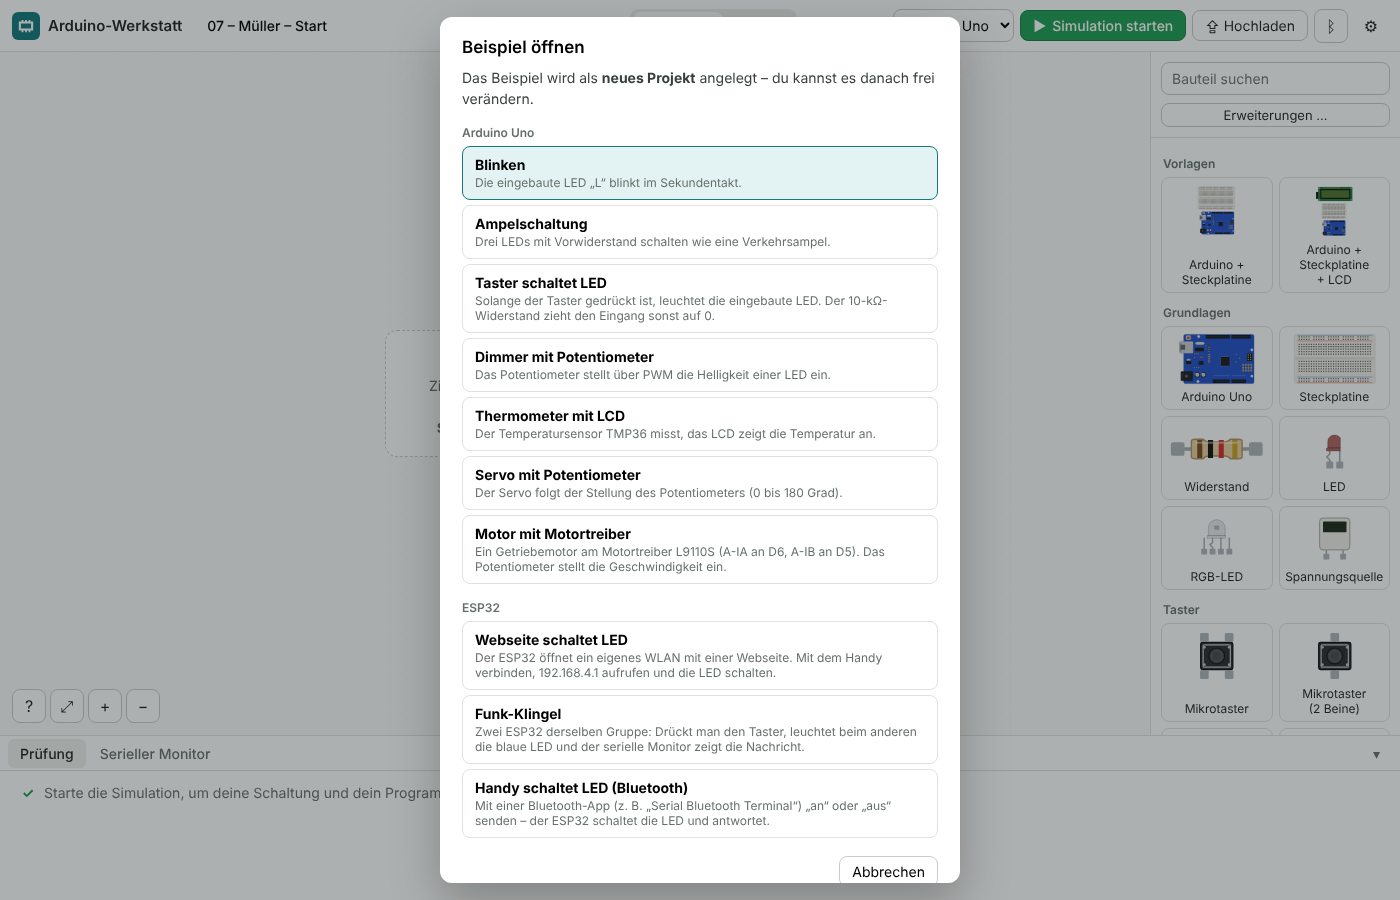 Arduino-Werkstatt
07 – Müller – Start
Uno
Simulation starten
Hochladen
Beispiel öffnen
Das Beispiel wird als neues Projekt angelegt – du kannst es danach frei
verändern.
Arduino Uno
Blinken
Die eingebaute LED „L“ blinkt im Sekundentakt.
Ampelschaltung
Drei LEDs mit Vorwiderstand schalten wie eine Verkehrsampel.
Taster schaltet LED
Solange der Taster gedrückt ist, leuchtet die eingebaute LED. Der 10-kΩ-
Widerstand zieht den Eingang sonst auf 0.
Dimmer mit Potentiometer
Das Potentiometer stellt über PWM die Helligkeit einer LED ein.
Thermometer mit LCD
Der Temperatursensor TMP36 misst, das LCD zeigt die Temperatur an.
Servo mit Potentiometer
Der Servo folgt der Stellung des Potentiometers (0 bis 180 Grad).
Motor mit Motortreiber
Ein Getriebemotor am Motortreiber L9110S (A-IA an D6, A-IB an D5). Das
Potentiometer stellt die Geschwindigkeit ein.
ESP32
Webseite schaltet LED
Der ESP32 öffnet ein eigenes WLAN mit einer Webseite. Mit dem Handy
verbinden, 192.168.4.1 aufrufen und die LED schalten.
Funk-Klingel
Zwei ESP32 derselben Gruppe: Drückt man den Taster, leuchtet beim anderen
die blaue LED und der serielle Monitor zeigt die Nachricht.
Handy schaltet LED (Bluetooth)
Mit einer Bluetooth-App (z. B. „Serial Bluetooth Terminal“) „an“ oder „aus“
senden – der ESP32 schaltet die LED und antwortet.
Abbrechen
Bauteil suchen
Erweiterungen …
Vorlagen
Arduino +
Steckplatine
Arduino +
Steckplatine
+ LCD
Grundlagen
Arduino Uno
Steckplatine
Widerstand
LED
RGB-LED
Spannungsquelle
Taster
Mikrotaster
Mikrotaster
(2 Beine)
?
+
−
Prüfung
Serieller Monitor
Starte die Simulation, um deine Schaltung und dein Program